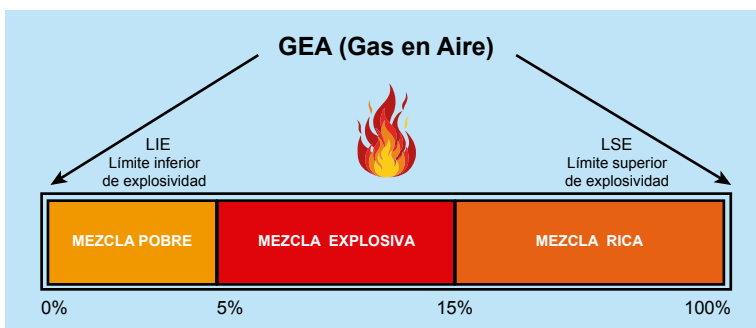 GEA (Gas en Aire)
LIE
Límite inferior
de explosividad
LSE
Límite superior
de explosividad
MEZCLA POBRE
MEZCLA EXPLOSIVA
MEZCLA RICA
0%
5%
15%
100%